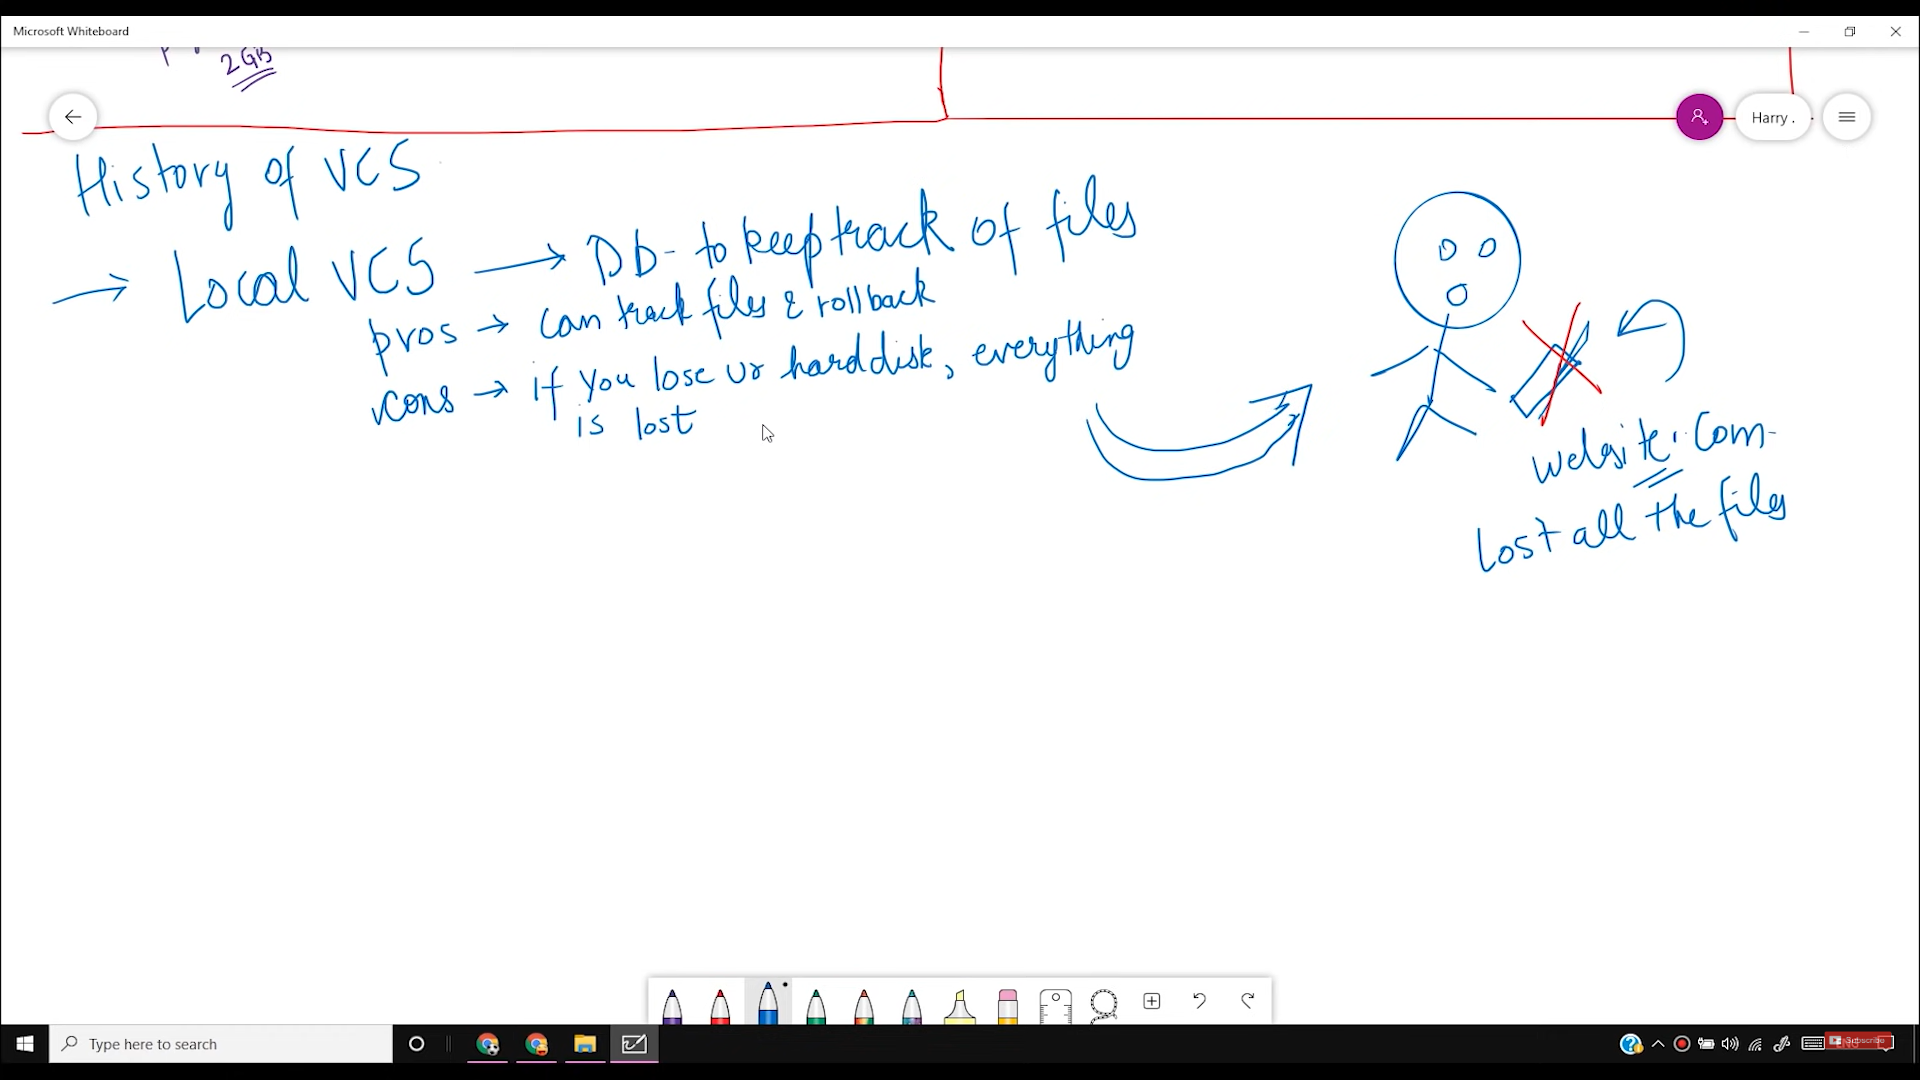 Microsoft Whiteboard
2GB
Harry .
History of VCS
→ Local VCS → Db- to keep track of files
pros → can track files & rollback
cons → if you lose ur harddisk, everything
is lost
website.com-
Lost all the files
Type here to search
Subscribe